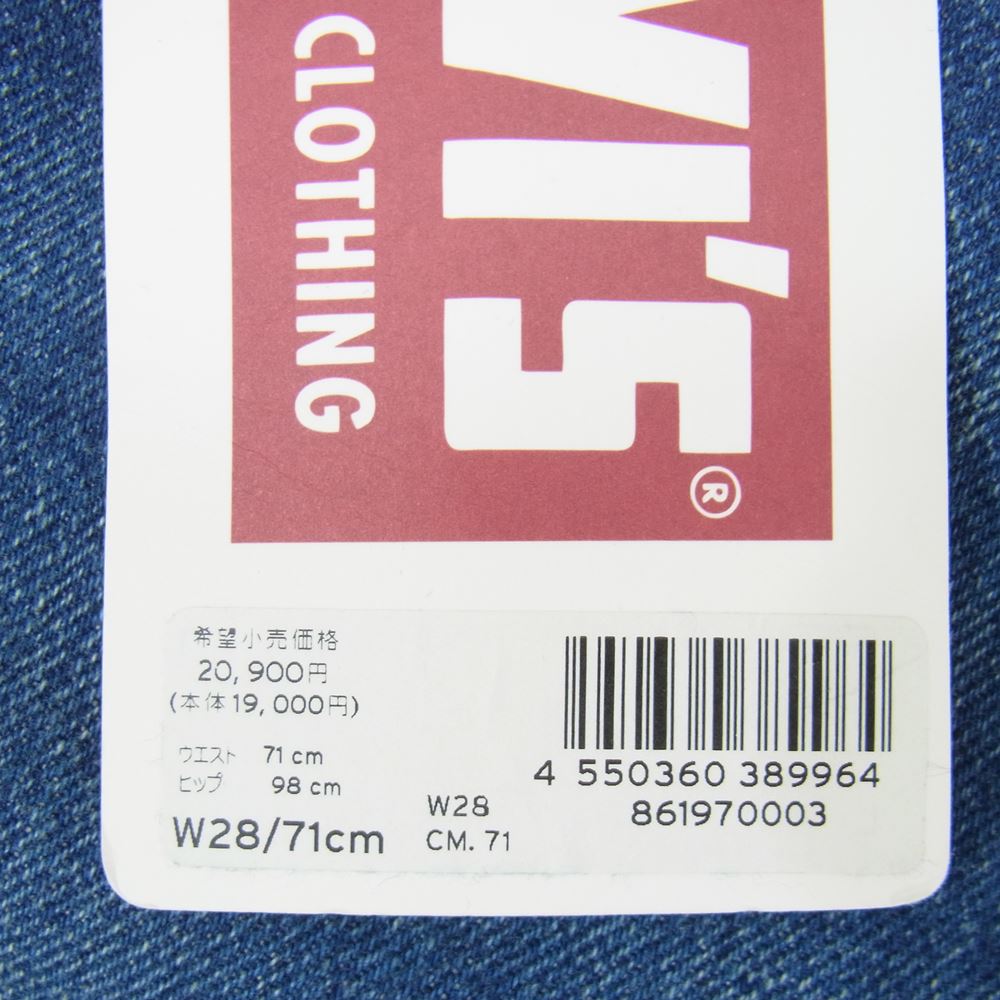 VI'S®
CLOTHING
希望小売価格
20,900円
(本体19,000円)
ウエスト 71 cm
ヒップ 98 cm
W28/71cm
W28
CM. 71
4 550360 389964
861970003